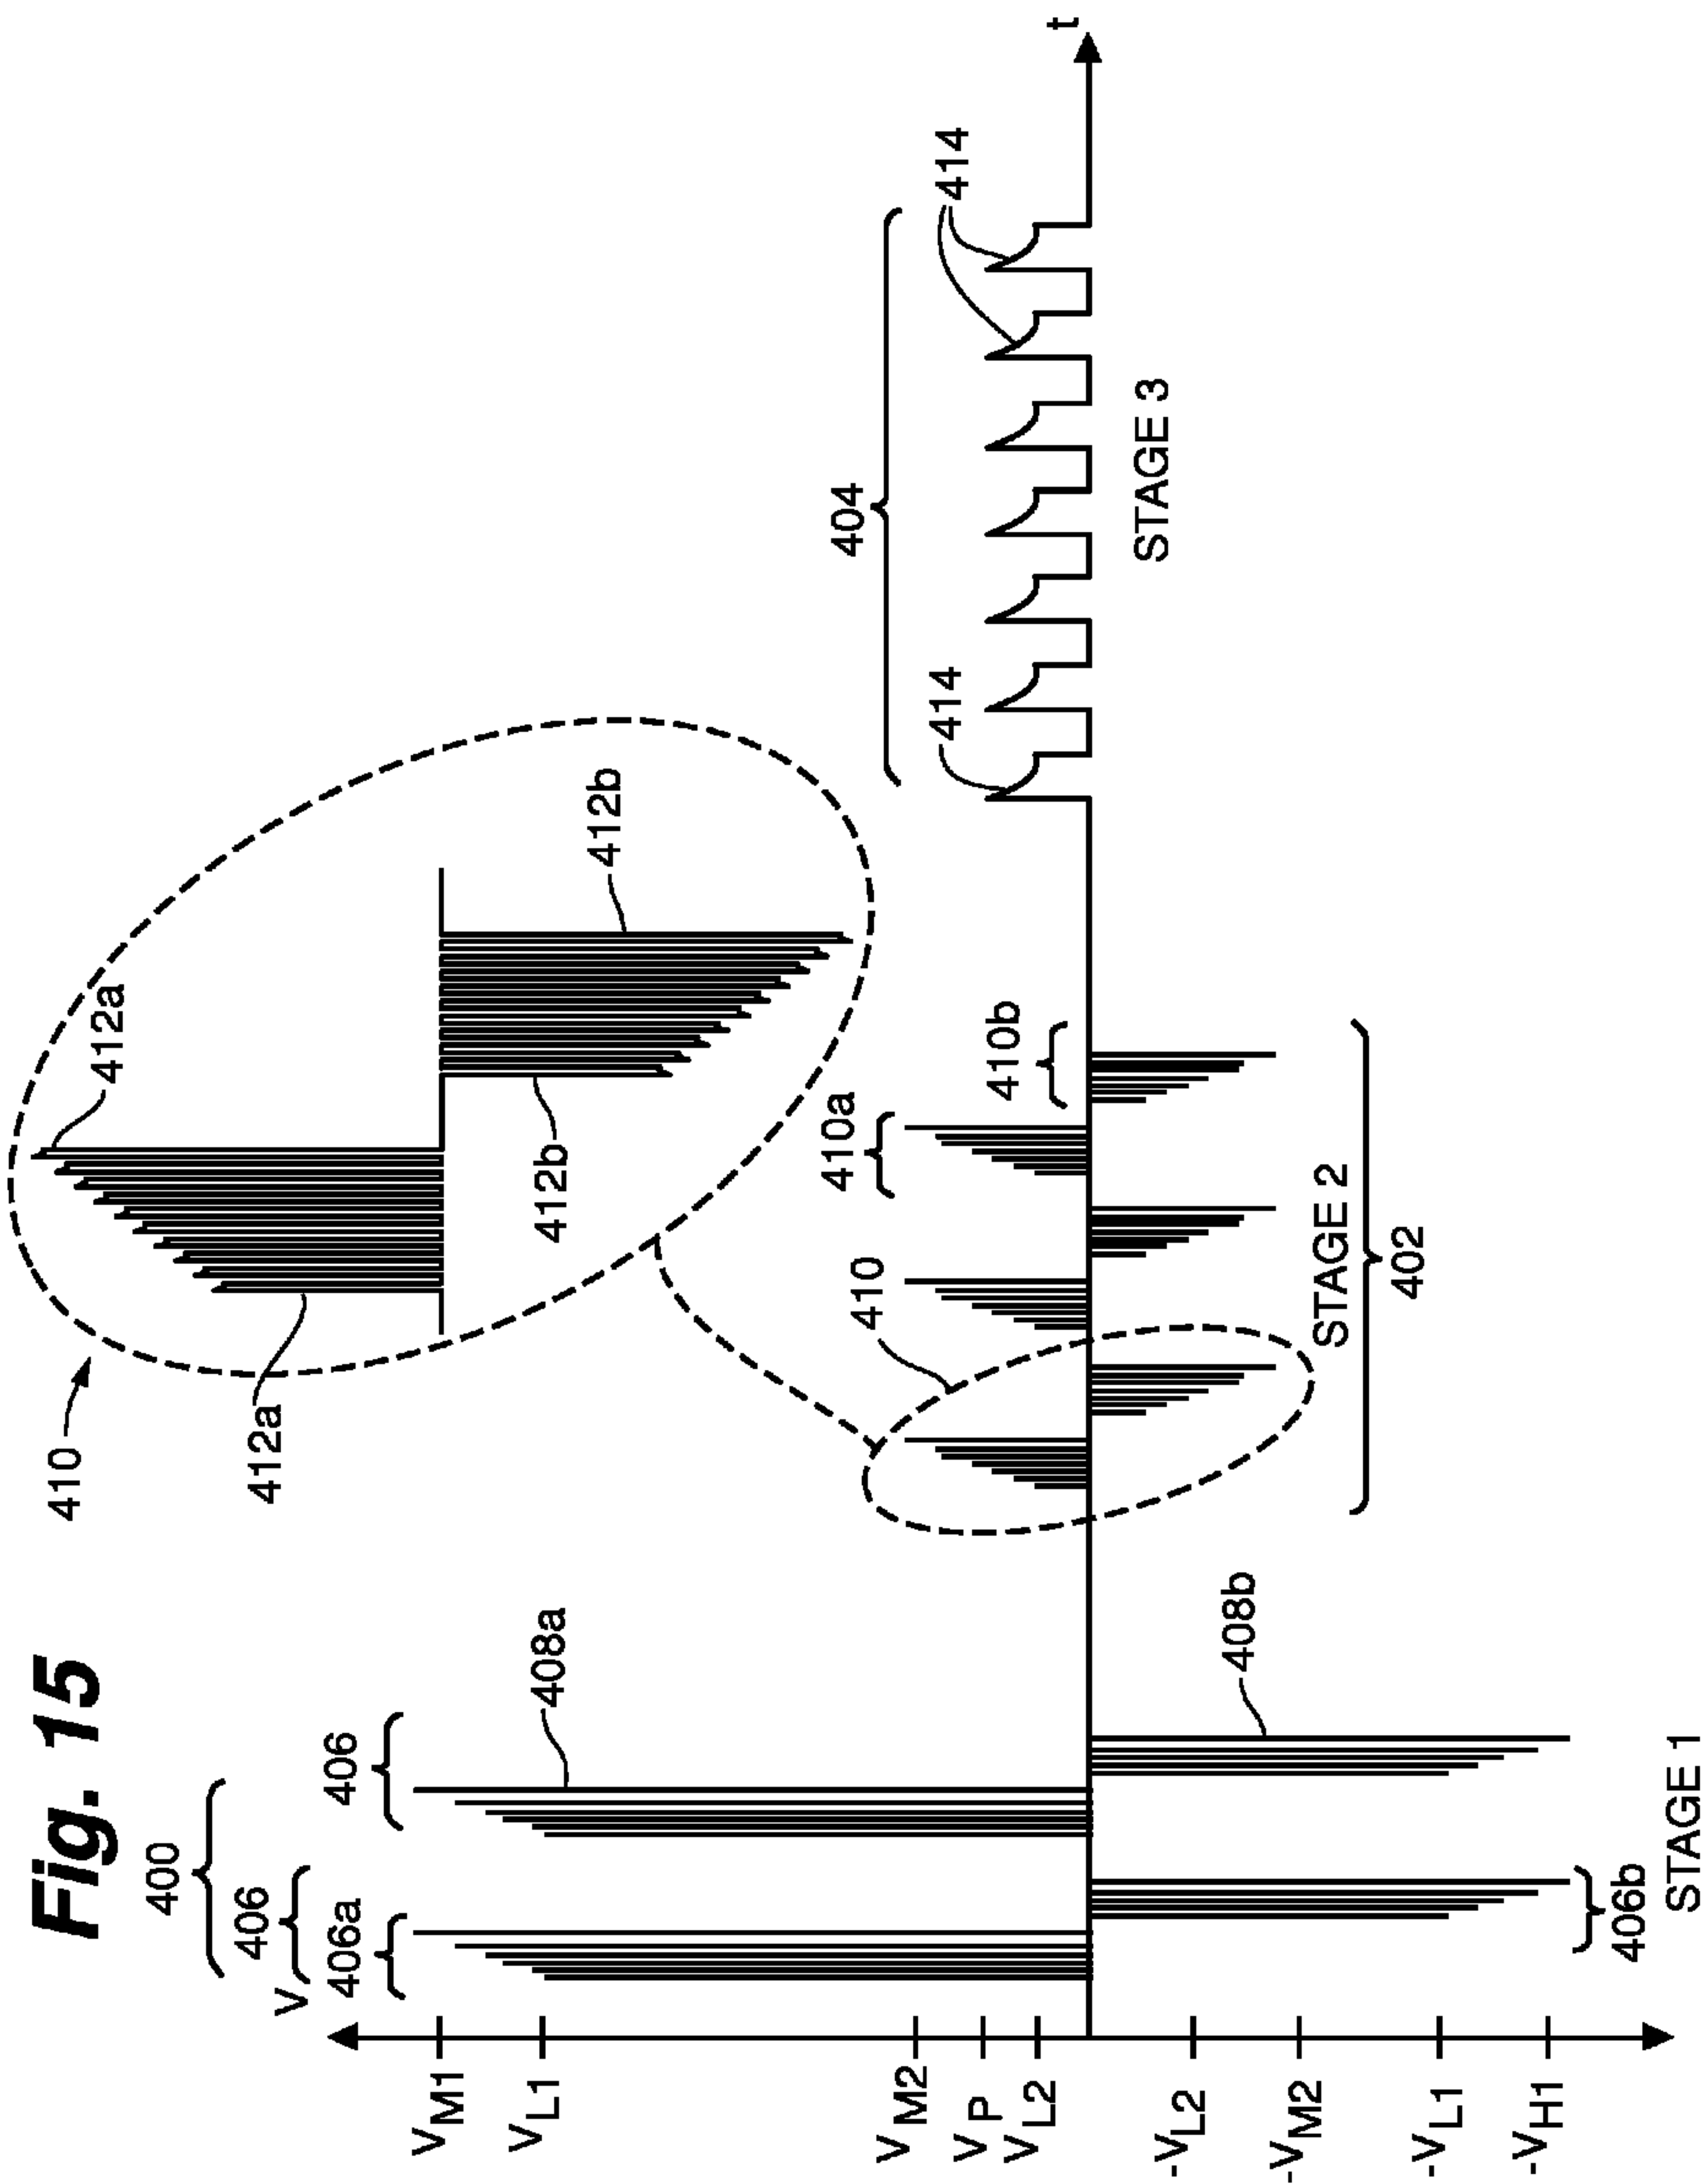 Fig. 15
400
406
406a
406
408a
V
VM1
VL1
VM2
VP
VL2
-VL2
-VM2
-VL1
-VH1
406b
408b
STAGE 1
410
412a
412a
412b
412b
410
410a
410b
STAGE 2
402
414
404
414
STAGE 3
t